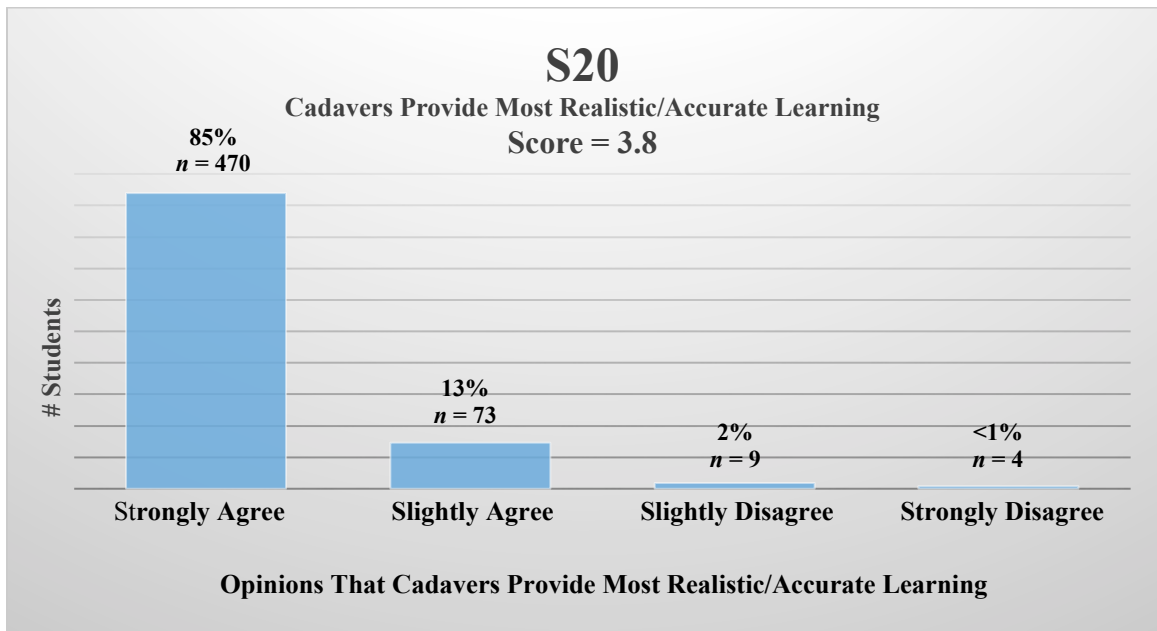 S20
Cadavers Provide Most Realistic/Accurate Learning
Score = 3.8
85%
n = 470
13%
n = 73
2%
n = 9
<1%
n = 4
# Students
Strongly Agree
Slightly Agree
Slightly Disagree
Strongly Disagree
Opinions That Cadavers Provide Most Realistic/Accurate Learning